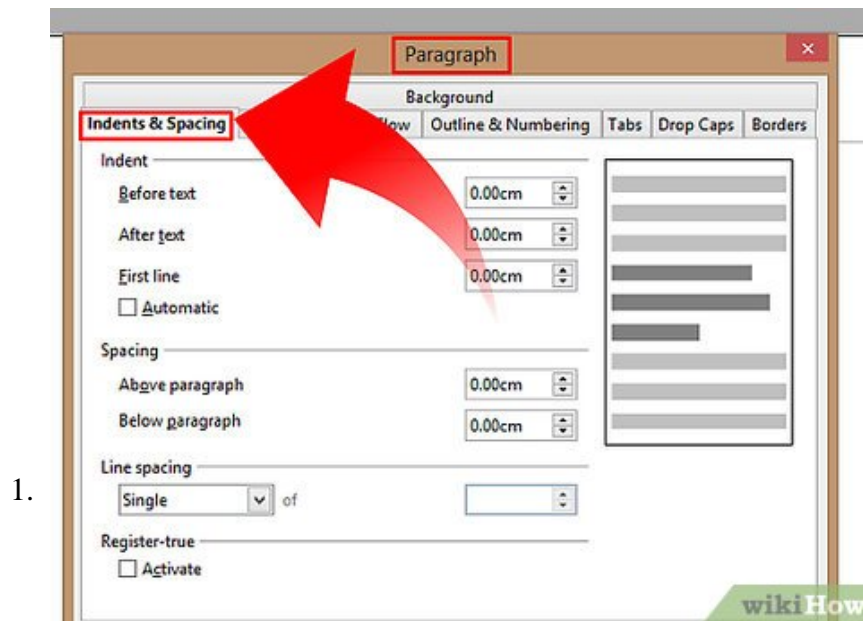 Paragraph
Background
Indents & Spacing
low Outline & Numbering Tabs Drop Caps Borders
Indent
Before text 0.00cm
After text 0.00cm
First line 0.00cm
Automatic
Spacing
Above paragraph 0.00cm
Below paragraph 0.00cm
Line spacing
1.
Single of
Register-true
Activate
wikiHow